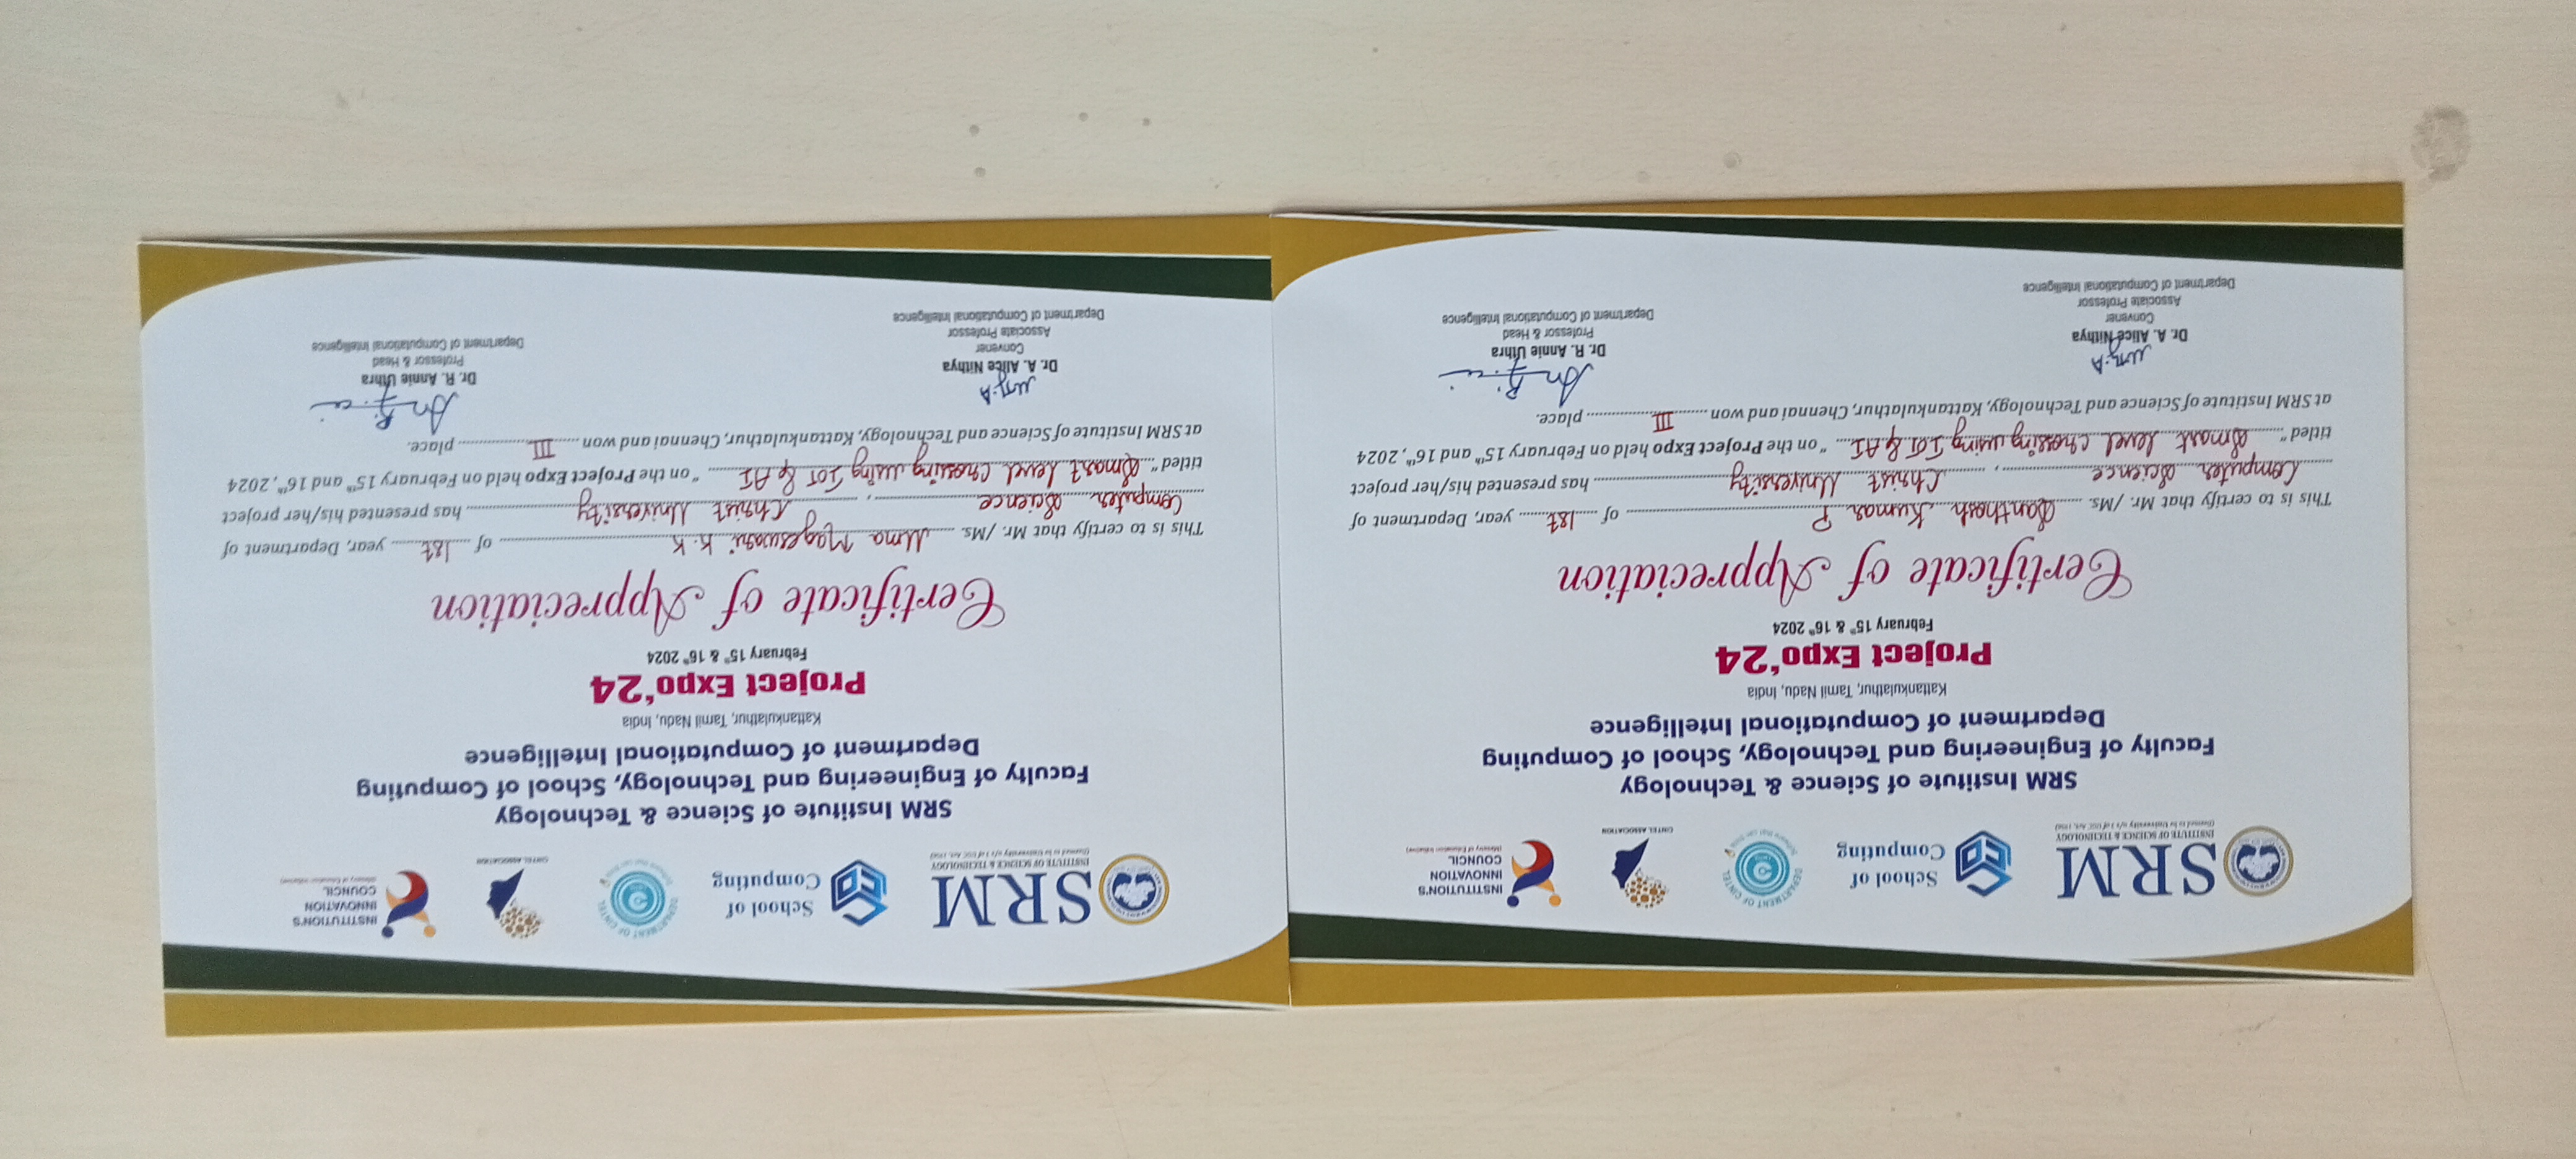 SRM
INSTITUTE OF SCIENCE & TECHNOLOGY
(Deemed to be University u/s 3 of UGC Act, 1956)
School of
Computing
DEPARTMENT OF CINTEL
CINTEL ASSOCIATION
INSTITUTION'S
INNOVATION
COUNCIL
(Ministry of Education Initiative)
SRM Institute of Science & Technology
Faculty of Engineering and Technology, School of Computing
Department of Computational Intelligence
Kattankulathur, Tamil Nadu, India
Project Expo‘24
February 15th & 16th 2024
Certificate of Appreciation
This is to certify that Mr. /Ms. Santhosh Kumar P of 1st year, Department of
Computer Science, Christ University has presented his/her project
titled “ Smart level crossing using IoT & AI “ on the Project Expo held on February 15th and 16th, 2024
at SRM Institute of Science and Technology, Kattankulathur, Chennai and won III place.
Dr. A. Alice Nithya
Convener
Associate Professor
Department of Computational Intelligence
Dr. R. Annie Uthra
Professor & Head
Department of Computational Intelligence
SRM
INSTITUTE OF SCIENCE & TECHNOLOGY
(Deemed to be University u/s 3 of UGC Act, 1956)
School of
Computing
DEPARTMENT OF CINTEL
CINTEL ASSOCIATION
INSTITUTION'S
INNOVATION
COUNCIL
(Ministry of Education Initiative)
SRM Institute of Science & Technology
Faculty of Engineering and Technology, School of Computing
Department of Computational Intelligence
Kattankulathur, Tamil Nadu, India
Project Expo‘24
February 15th & 16th 2024
Certificate of Appreciation
This is to certify that Mr. /Ms. Uma Mageswari K.K of 1st year, Department of
Computer Science, Christ University has presented his/her project
titled “ Smart level crossing using IoT & AI “ on the Project Expo held on February 15th and 16th, 2024
at SRM Institute of Science and Technology, Kattankulathur, Chennai and won III place.
Dr. A. Alice Nithya
Convener
Associate Professor
Department of Computational Intelligence
Dr. R. Annie Uthra
Professor & Head
Department of Computational Intelligence